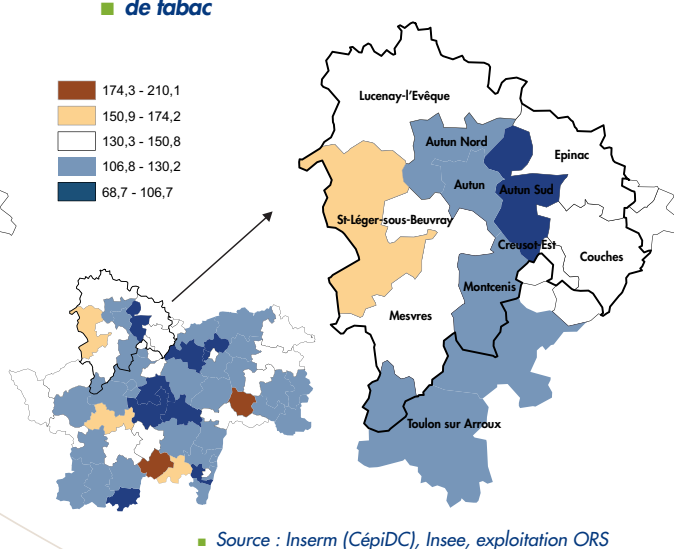 de tabac
174,3 - 210,1
150,9 - 174,2
130,3 - 150,8
106,8 - 130,2
68,7 - 106,7
Lucenay-l'Evêque
Autun Nord
Epinac
Autun
Autun Sud
St-Léger-sous-Beuvray
Creusot-Est
Couches
Montcenis
Mesvres
Toulon sur Arroux
Source : Inserm (CépiDC), Insee, exploitation ORS